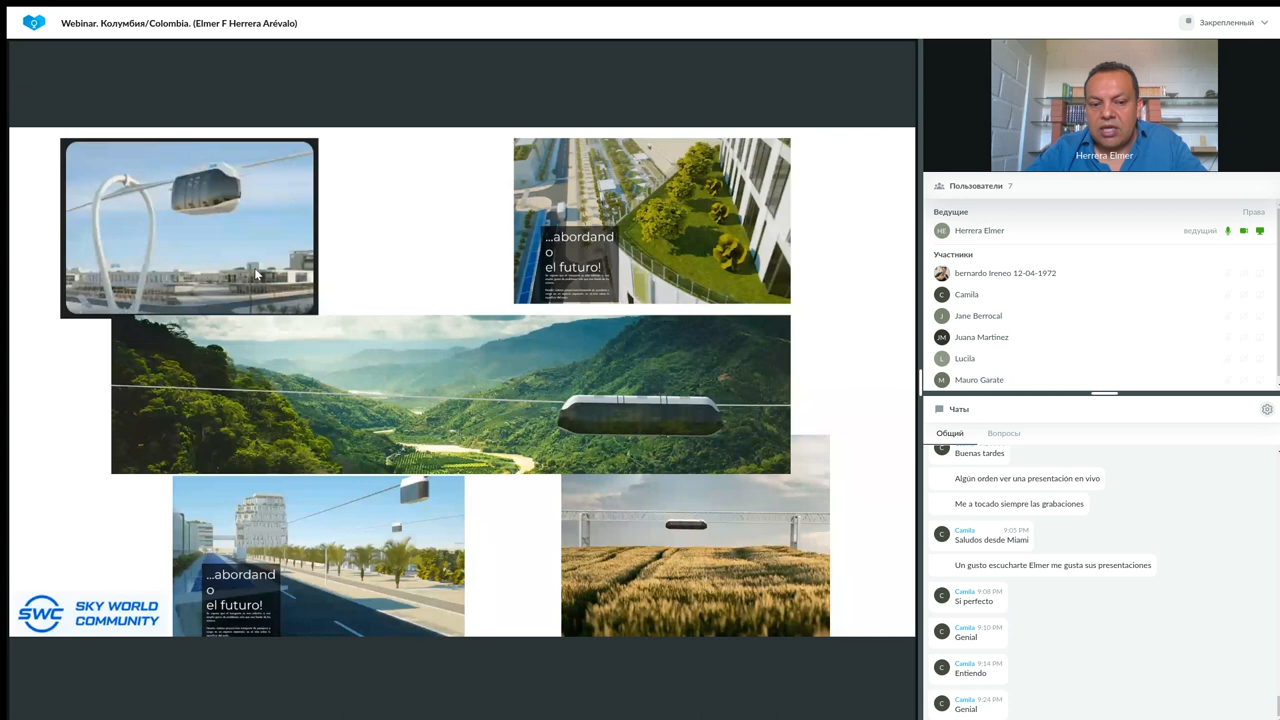 Webinar. Колумбия/Colombia. (Elmer F Herrera Arévalo)
Закрепленный
...abordand
o
el futuro!
...abordand
o
el futuro!
SWC
SKY WORLD
COMMUNITY
Herrera Elmer
Пользователи 7
Ведущие
Права
HE
Herrera Elmer
ведущий
Участники
bernardo Ireneo 12-04-1972
C
Camila
J
Jane Berrocal
JM
Juana Martinez
L
Lucila
M
Mauro Garate
Чаты
Общий
Вопросы
Buenas tardes
Algún orden ver una presentación en vivo
Me a tocado siempre las grabaciones
C
Camila 9:05 PM
Saludos desde Miami
Un gusto escucharte Elmer me gusta sus presentaciones
C
Camila 9:08 PM
Si perfecto
C
Camila 9:10 PM
Genial
C
Camila 9:14 PM
Entiendo
C
Camila 9:24 PM
Genial